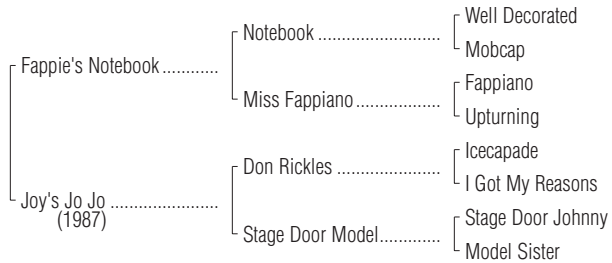 Well Decorated
Notebook
Mobcap
Fappie's Notebook
Fappiano
Miss Fappiano
Upturning
Icecapade
Don Rickles
I Got My Reasons
Joy's Jo Jo
(1987)
Stage Door Johnny
Stage Door Model
Model Sister